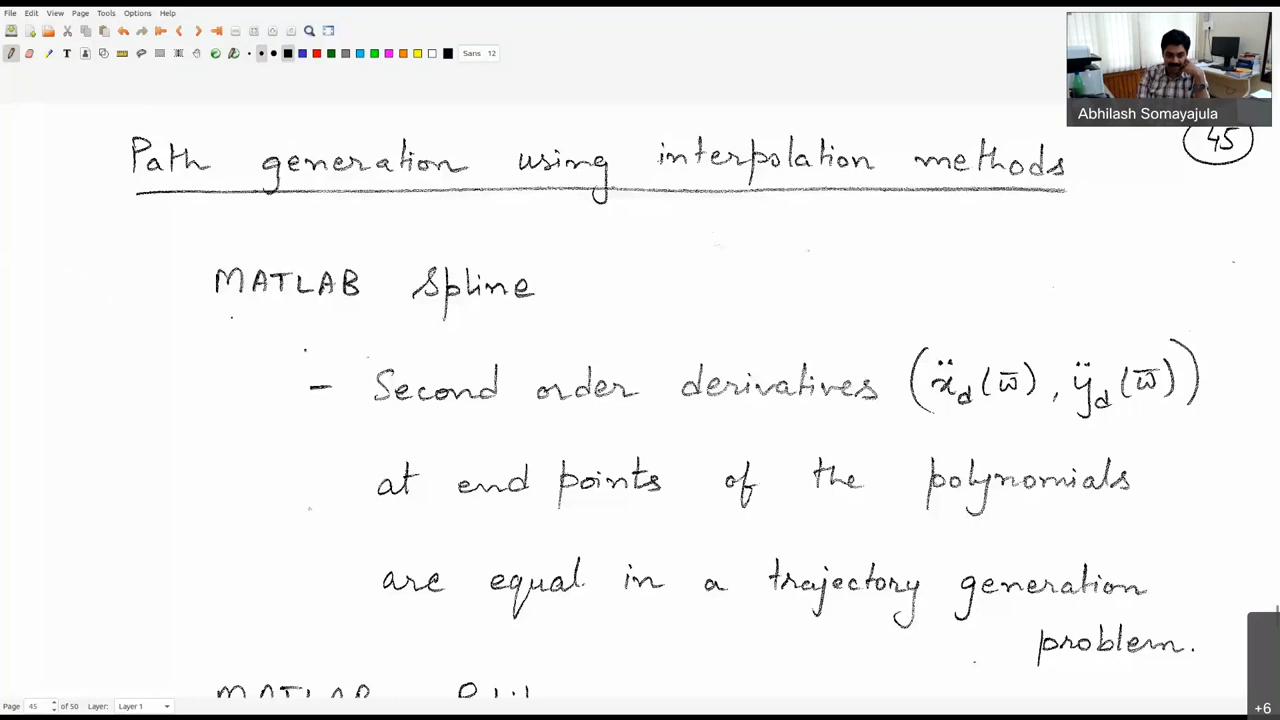 File Edit View Page Tools Options Help
Sans 12
Abhilash Somayajula
45
Path generation using interpolation methods
MATLAB Spline
- Second order derivatives (ẍd(ϖ), ÿd(ϖ))
at end points of the polynomials
are equal in a trajectory generation
problem.
MATLAB
Page 45 of 50 Layer: Layer 1
+6